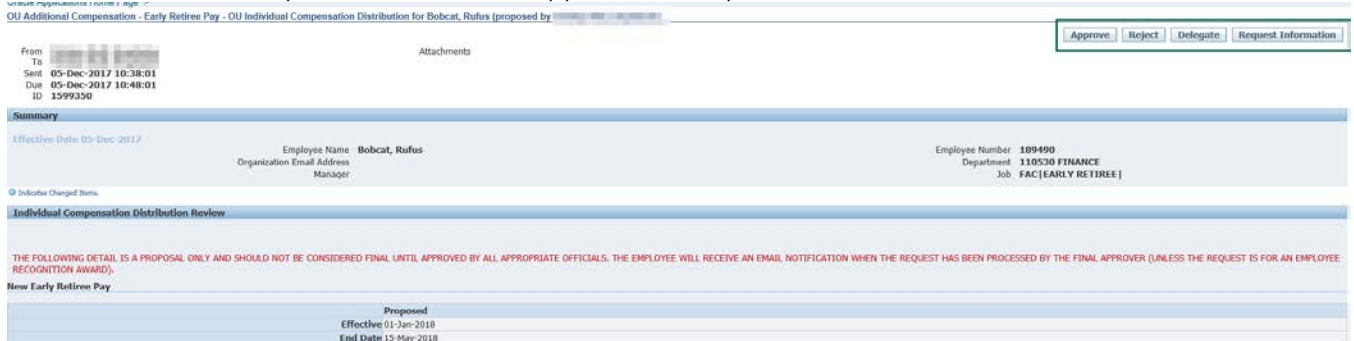 Oracle Applications Home Page >
OU Additional Compensation - Early Retiree Pay - OU Individual Compensation Distribution for Bobcat, Rufus (proposed by
Approve Reject Delegate Request Information
From Attachments
To
Sent 05-Dec-2017 10:38:01
Due 05-Dec-2017 10:48:01
ID 1599350
Summary
Effective Date 05-Dec-2017
Employee Name Bobcat, Rufus Employee Number 189490
Organization Email Address Department 110530 FINANCE
Manager Job FAC|EARLY RETIREE|
Indicates Changed Items.
Individual Compensation Distribution Review
THE FOLLOWING DETAIL IS A PROPOSAL ONLY AND SHOULD NOT BE CONSIDERED FINAL UNTIL APPROVED BY ALL APPROPRIATE OFFICIALS. THE EMPLOYEE WILL RECEIVE AN EMAIL NOTIFICATION WHEN THE REQUEST HAS BEEN PROCESSED BY THE FINAL APPROVER (UNLESS THE REQUEST IS FOR AN EMPLOYEE
RECOGNITION AWARD).
New Early Retiree Pay
Proposed
Effective 01-Jan-2018
End Date 15-May-2018